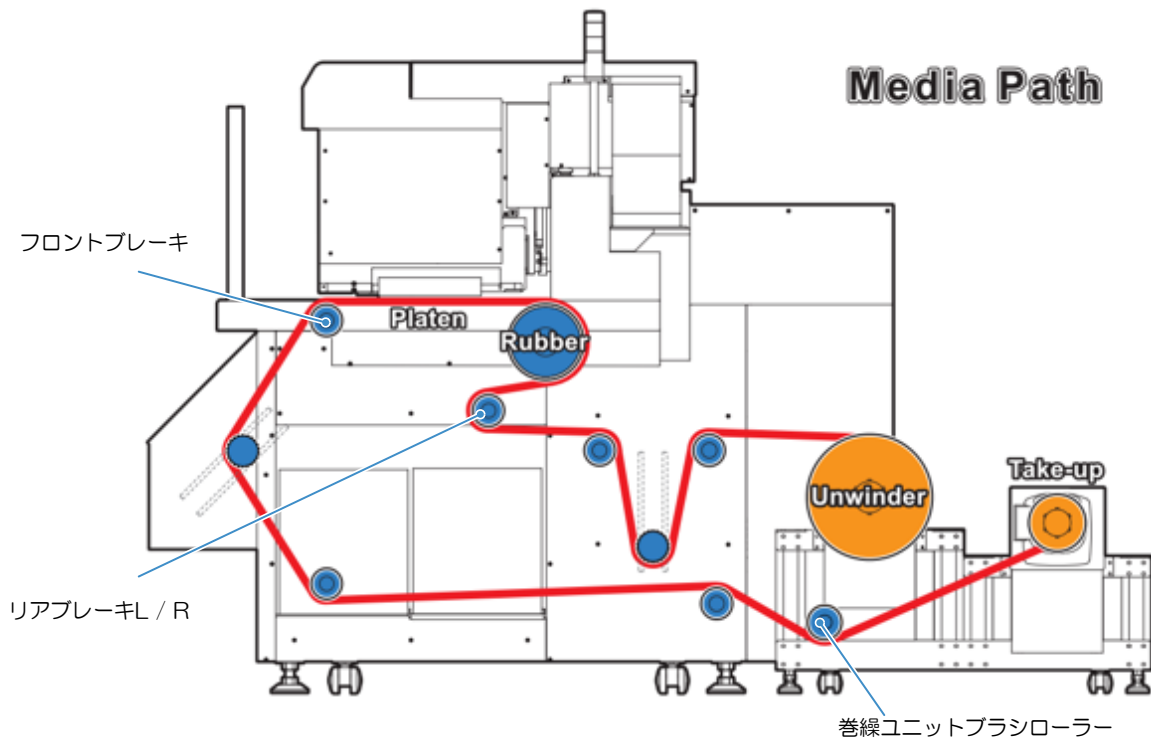 Media Path
フロントブレーキ
Platen
Rubber
Take-up
Unwinder
リアブレーキL / R
巻繰ユニットブラシローラー